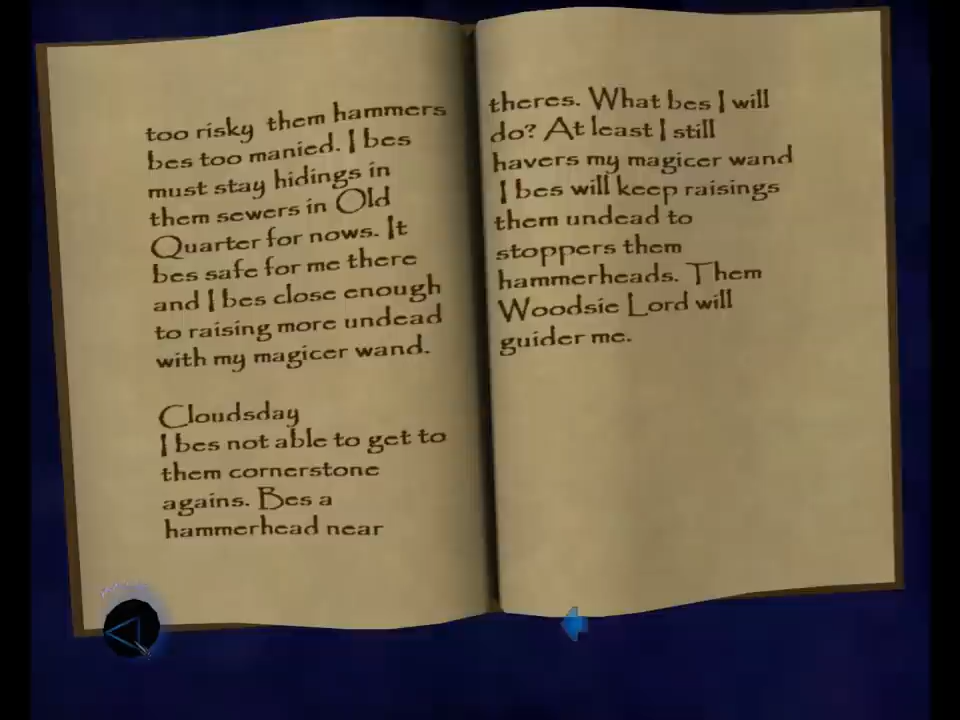 too risky them hammers
bes too manied. I bes
must stay hidings in
them sewers in Old
Quarter for nows. It
bes safe for me there
and I bes close enough
to raising more undead
with my magicer wand.
Cloudsday
I bes not able to get to
them cornerstone
agains. Bes a
hammerhead near
theres. What bes I will
do? At least I still
havers my magicer wand
I bes will keep raisings
them undead to
stoppers them
hammerheads. Them
Woodsie Lord will
guider me.